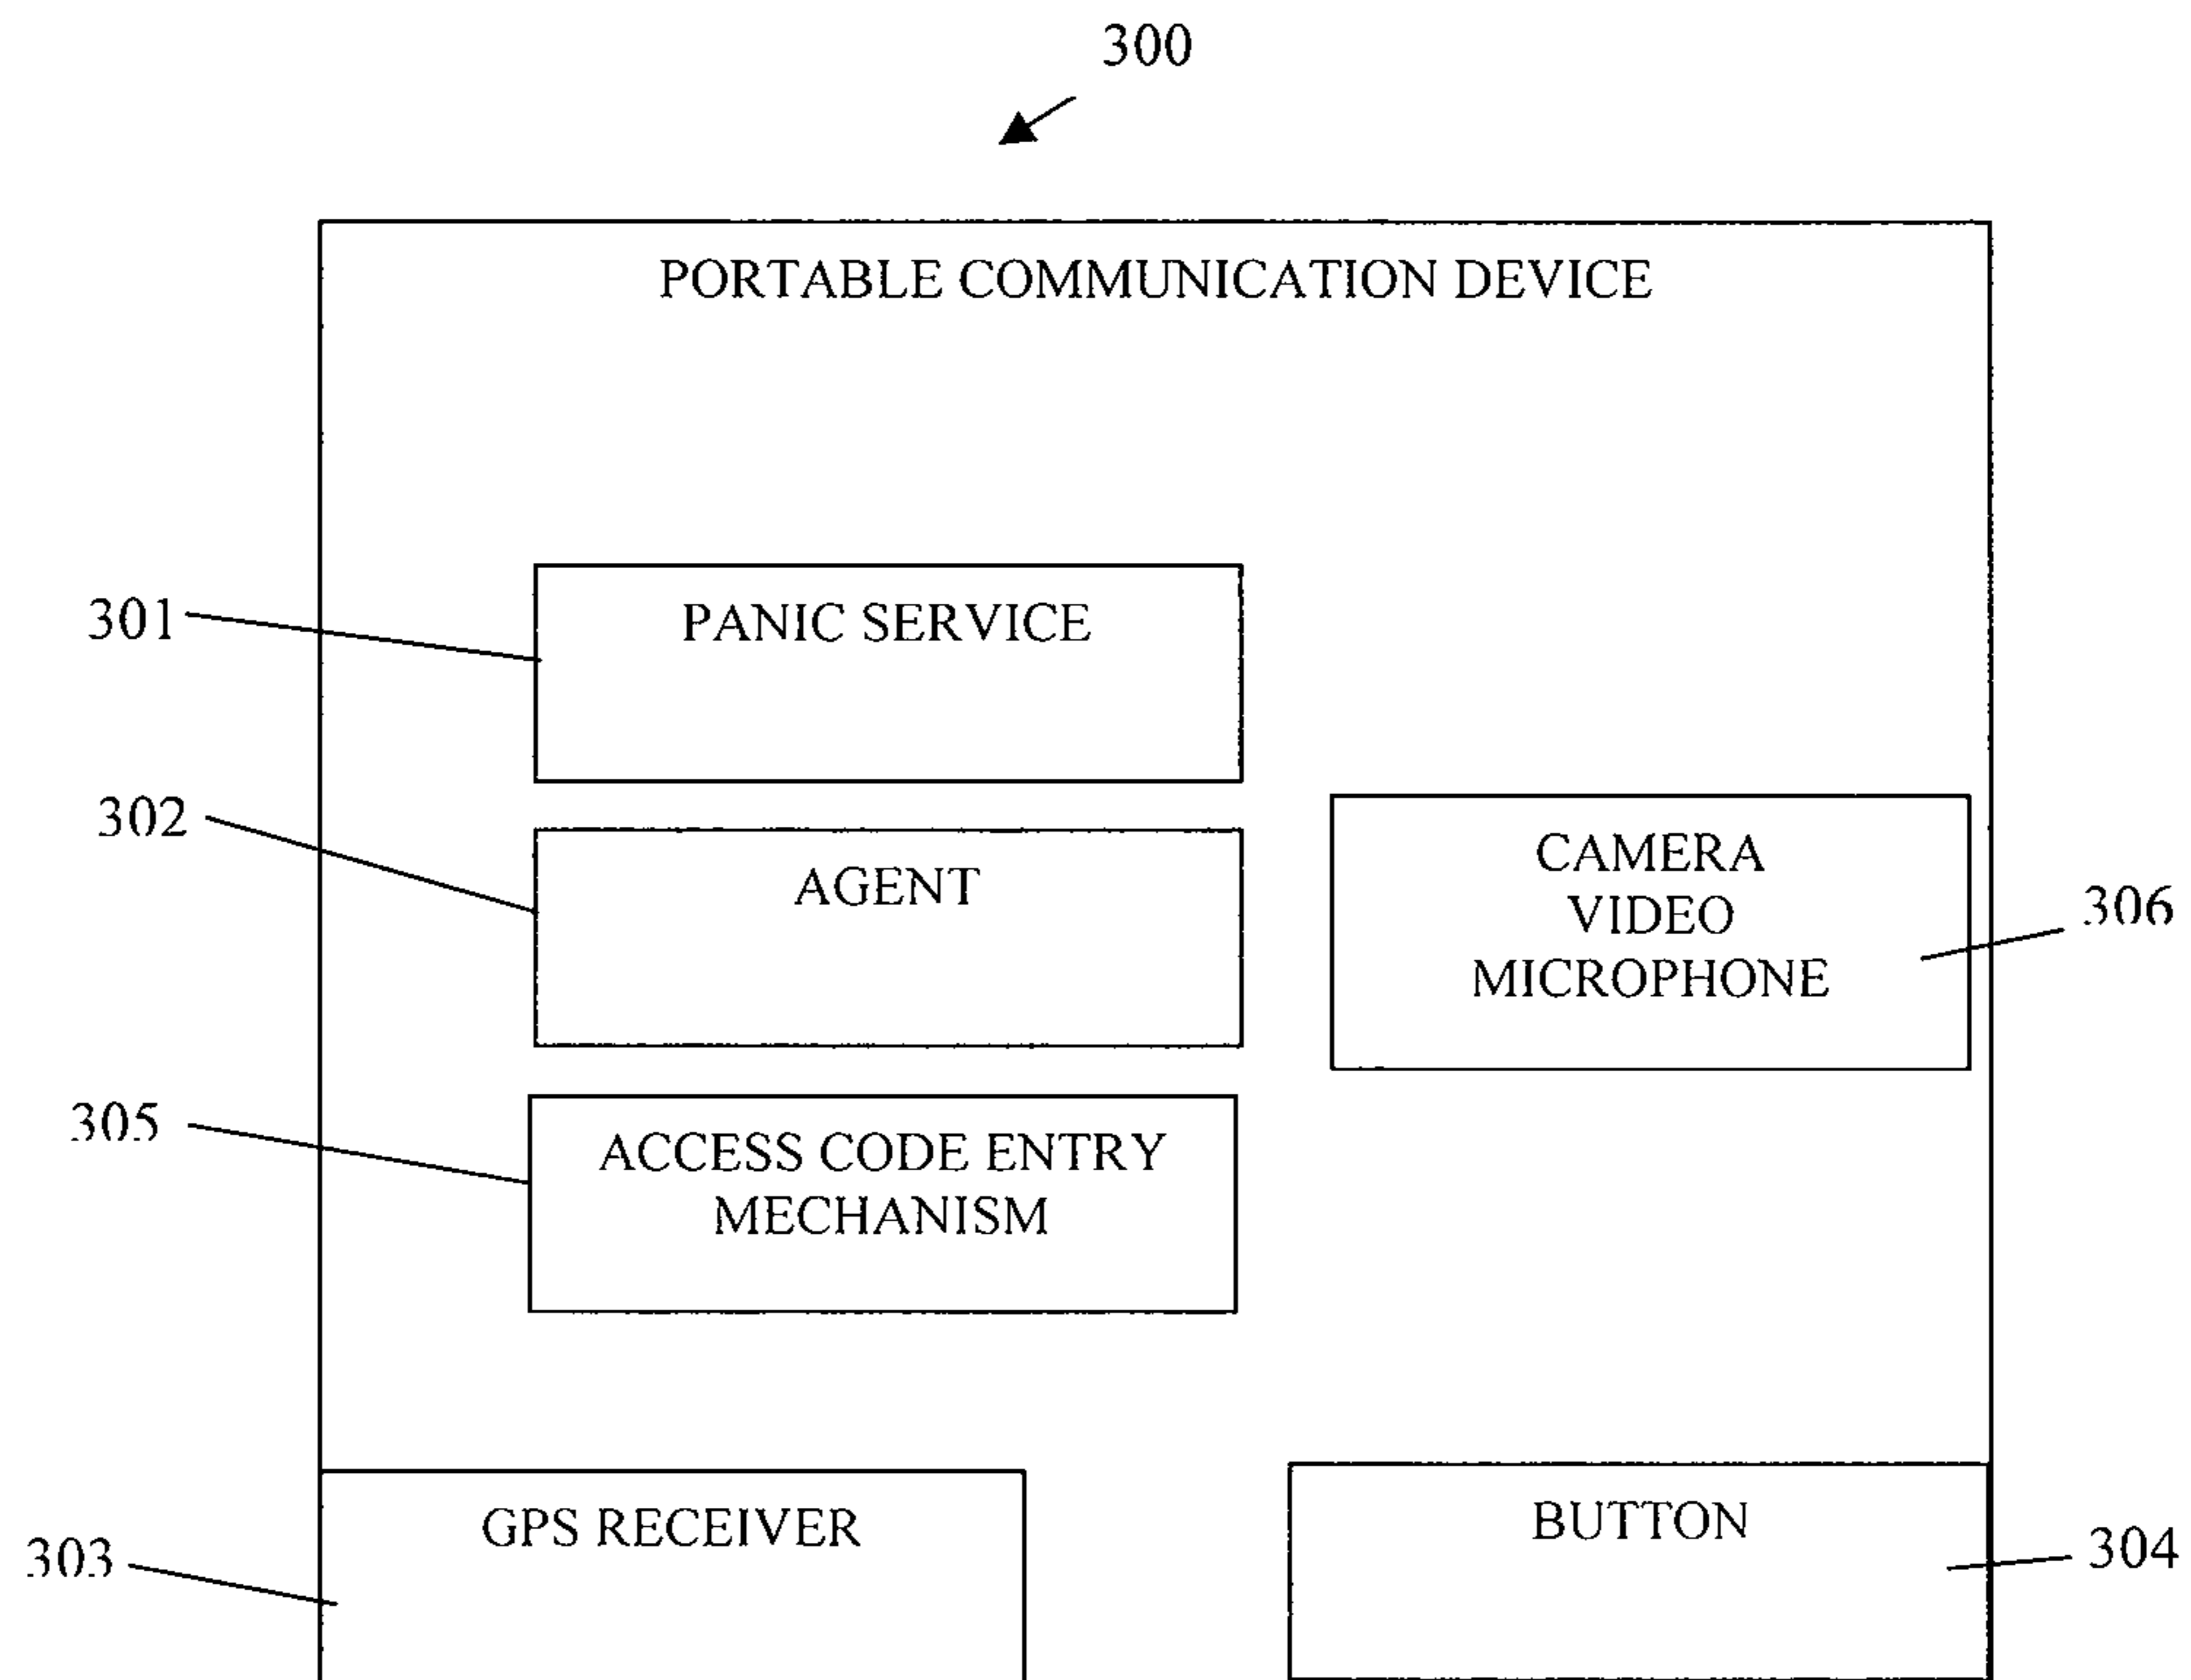 300
PORTABLE COMMUNICATION DEVICE
301
PANIC SERVICE
302
AGENT
CAMERA
VIDEO
MICROPHONE
306
305
ACCESS CODE ENTRY
MECHANISM
303
GPS RECEIVER
BUTTON
304